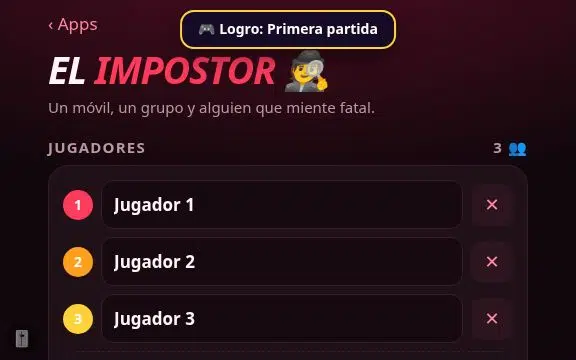 ‹ Apps
🎮 Logro: Primera partida
EL IMPOSTOR 🕵️
Un móvil, un grupo y alguien que miente fatal.
JUGADORES 3 👥
1 Jugador 1 ✕
2 Jugador 2 ✕
3 Jugador 3 ✕